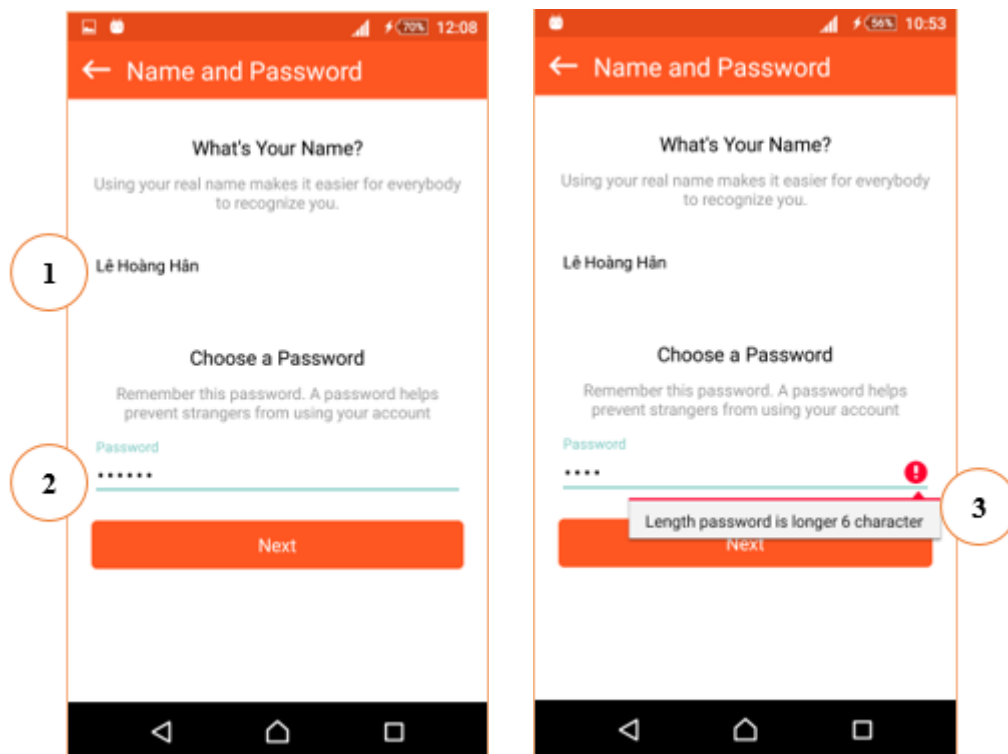 70% 12:08
Name and Password
What's Your Name?
Using your real name makes it easier for everybody
to recognize you.
1
Lê Hoàng Hân
Choose a Password
Remember this password. A password helps
prevent strangers from using your account
Password
2
Next
56% 10:53
Name and Password
What's Your Name?
Using your real name makes it easier for everybody
to recognize you.
Lê Hoàng Hân
Choose a Password
Remember this password. A password helps
prevent strangers from using your account
Password
3
Length password is longer 6 character
Next